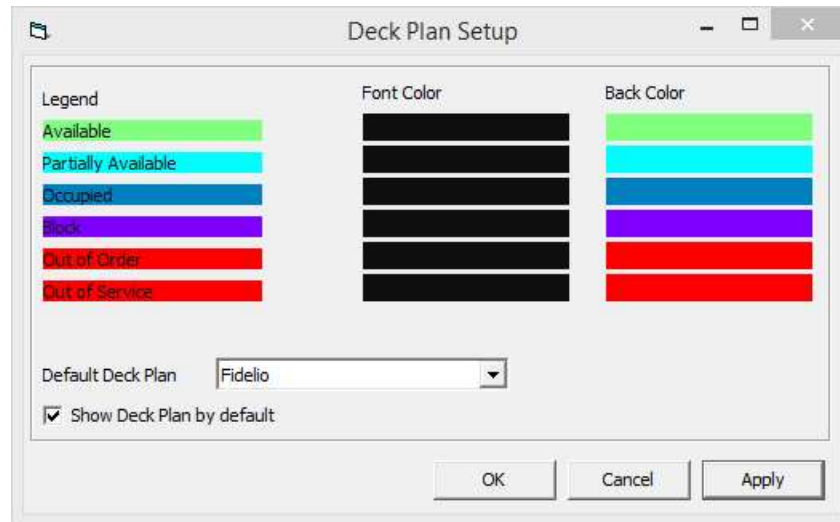 Deck Plan Setup
Legend Font Color Back Color
Available
Partially Available
Occupied
Block
Out of Order
Out of Service
Default Deck Plan Fidelio
Show Deck Plan by default
OK Cancel Apply